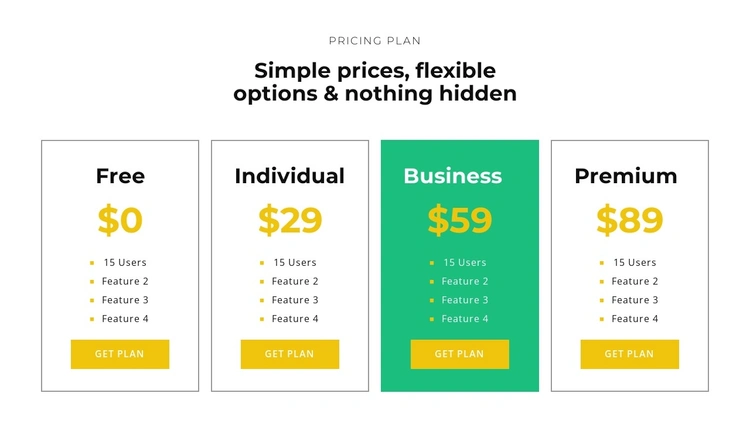 PRICING PLAN
Simple prices, flexible
options & nothing hidden
Free
$0
15 Users
Feature 2
Feature 3
Feature 4
GET PLAN
Individual
$29
15 Users
Feature 2
Feature 3
Feature 4
GET PLAN
Business
$59
15 Users
Feature 2
Feature 3
Feature 4
GET PLAN
Premium
$89
15 Users
Feature 2
Feature 3
Feature 4
GET PLAN